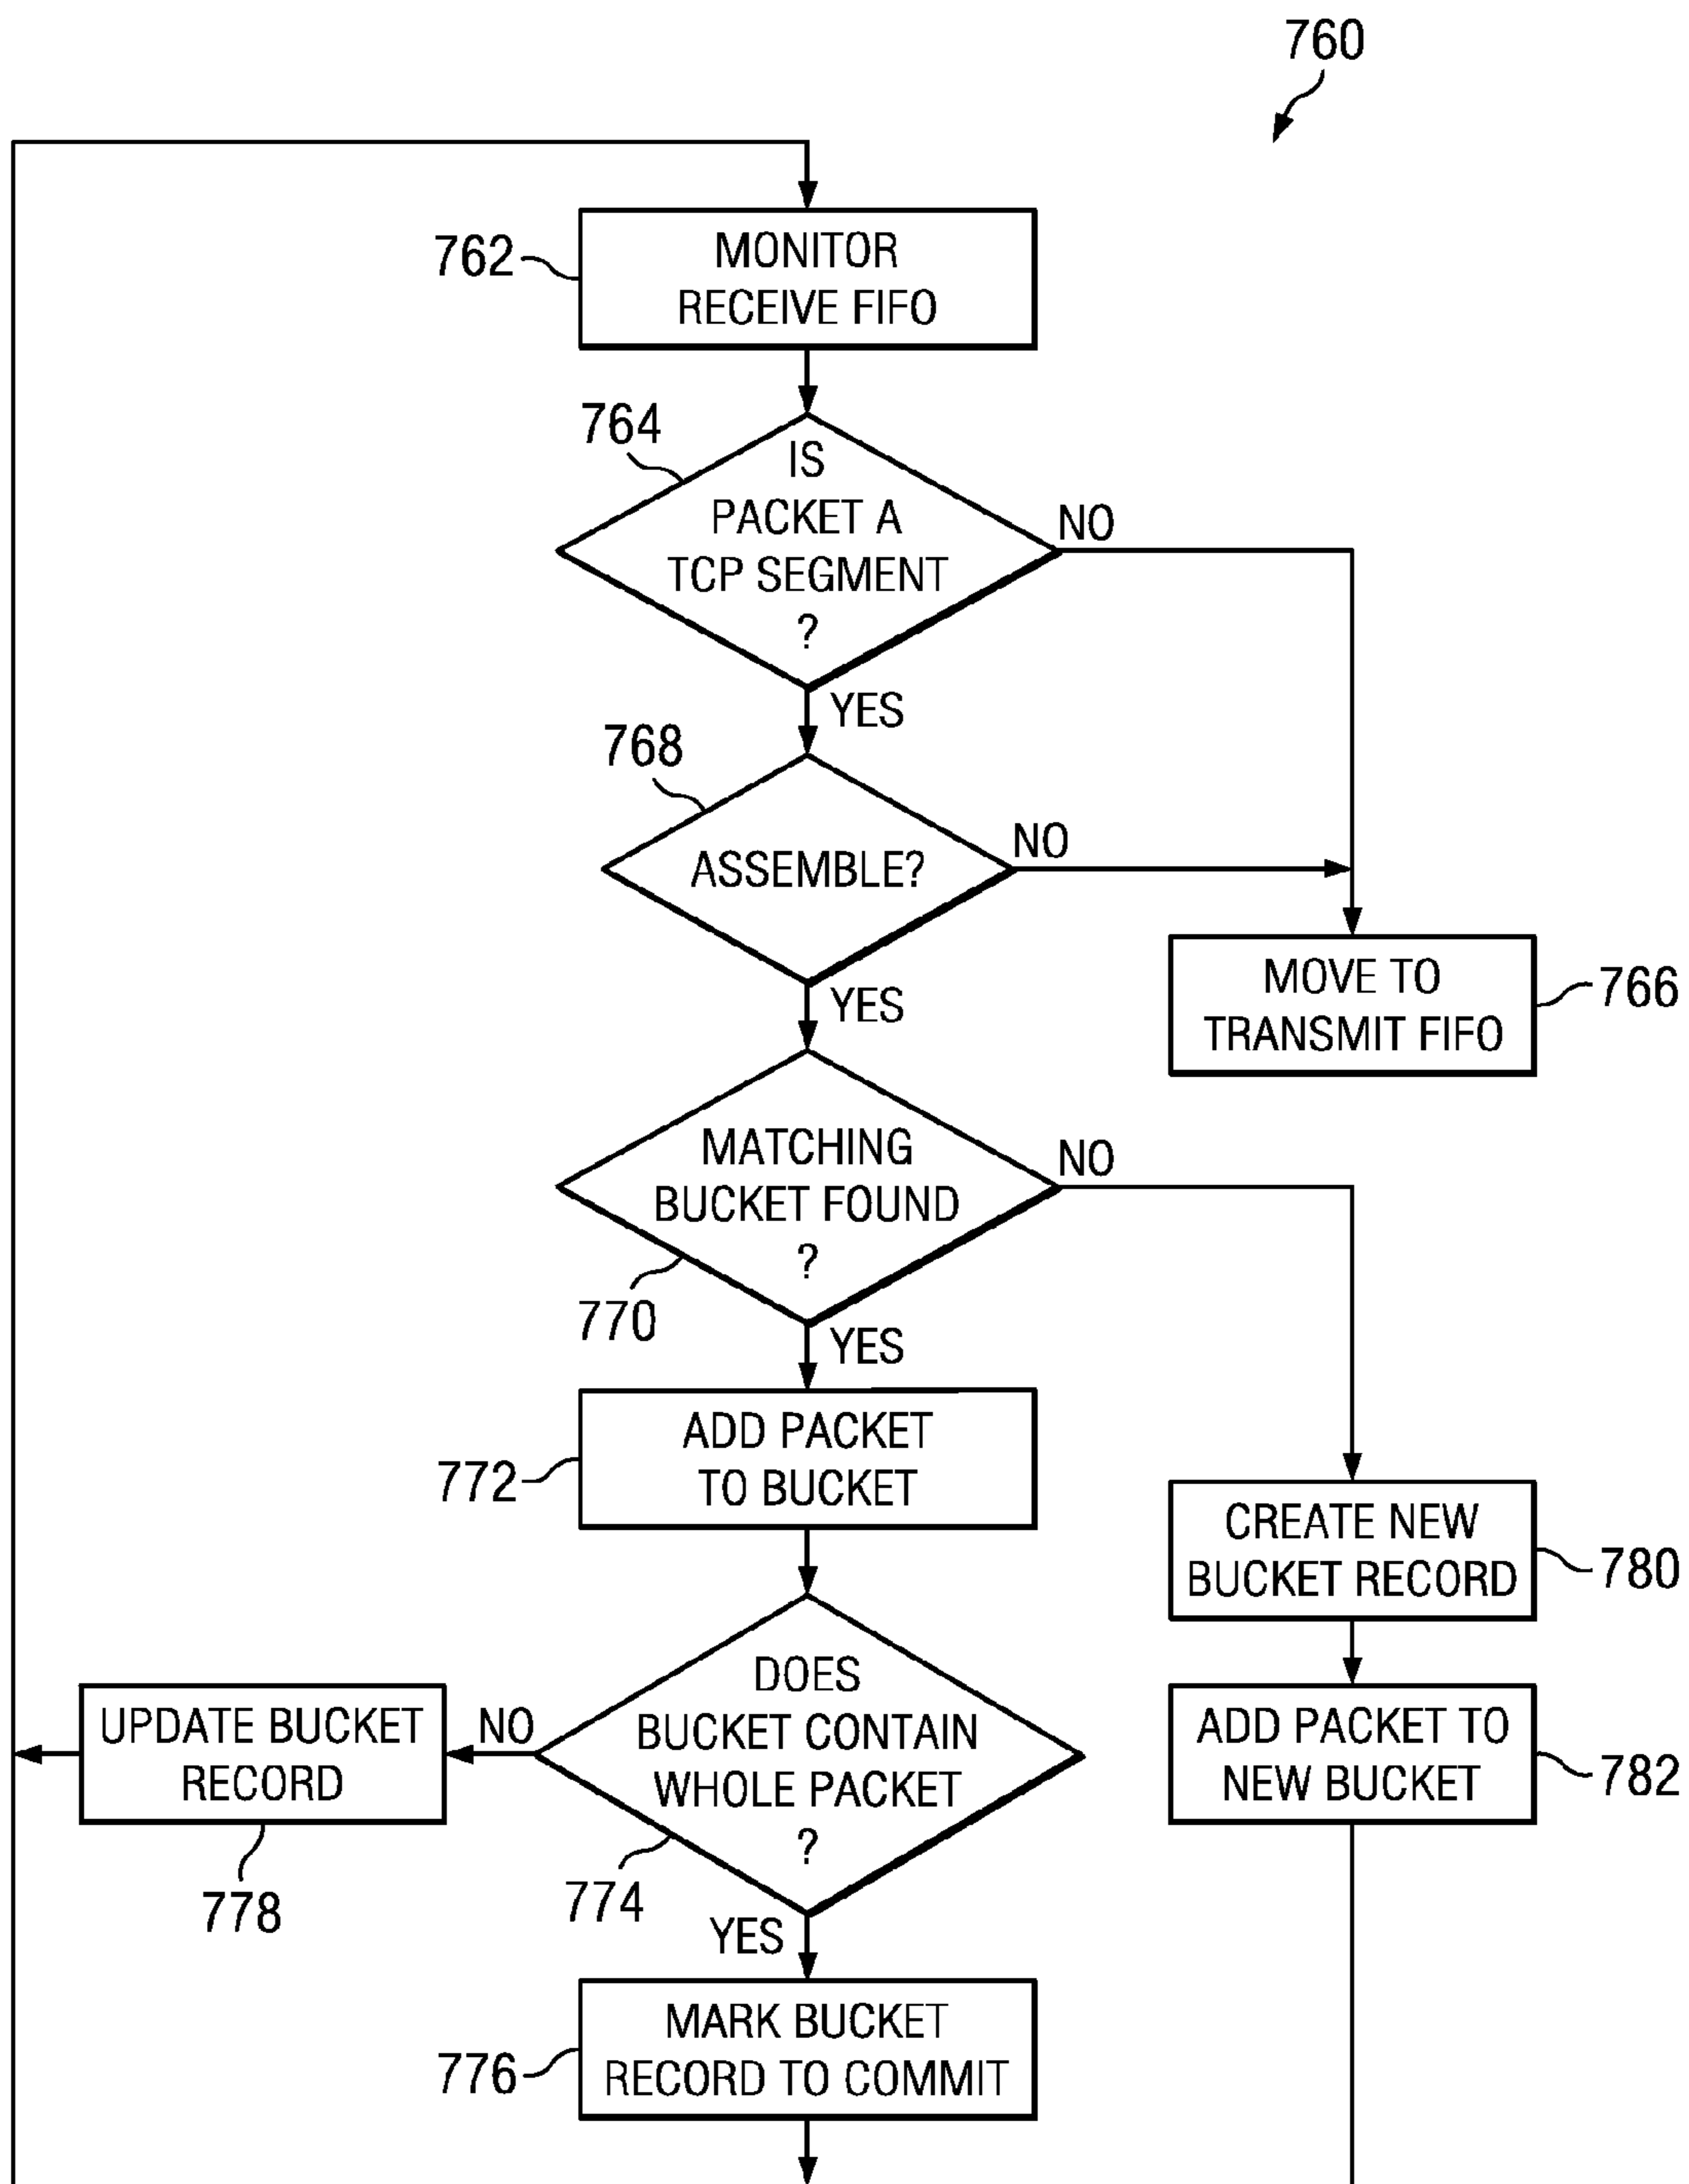 760
762
MONITOR
RECEIVE FIFO
764
IS
PACKET A
TCP SEGMENT
?
NO
YES
768
ASSEMBLE?
NO
YES
MOVE TO
TRANSMIT FIFO
766
MATCHING
BUCKET FOUND
?
NO
770
YES
772
ADD PACKET
TO BUCKET
CREATE NEW
BUCKET RECORD
780
DOES
BUCKET CONTAIN
WHOLE PACKET
?
NO
UPDATE BUCKET
RECORD
778
774
YES
ADD PACKET TO
NEW BUCKET
782
776
MARK BUCKET
RECORD TO COMMIT